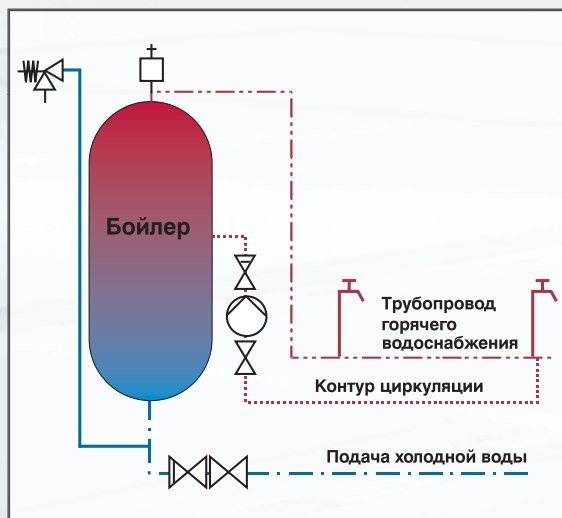 Бойлер
Трубопровод
горячего
водоснабжения
Контур циркуляции
Подача холодной воды